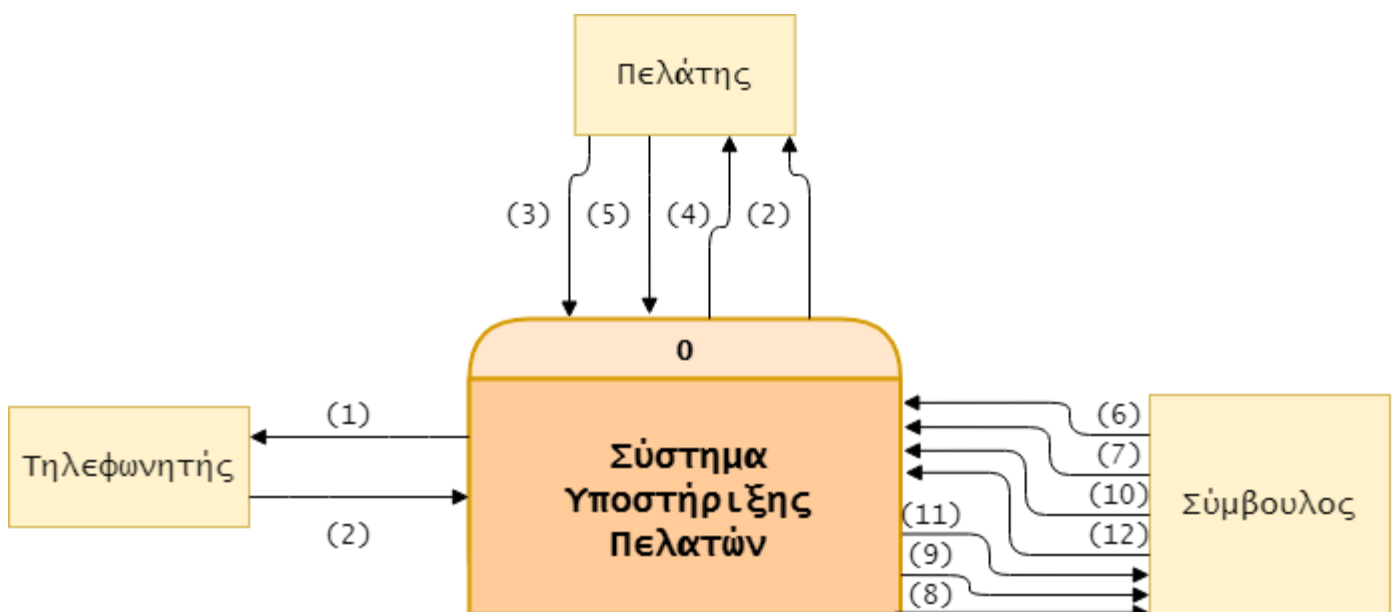 Πελάτης
(3) (5) (4) (2)
0
(1)
Τηλεφωνητής
(2)
Σύστημα
Υποστήριξης
Πελατών
(6)
(7)
(10)
(12)
(11)
(9)
(8)
Σύμβουλος